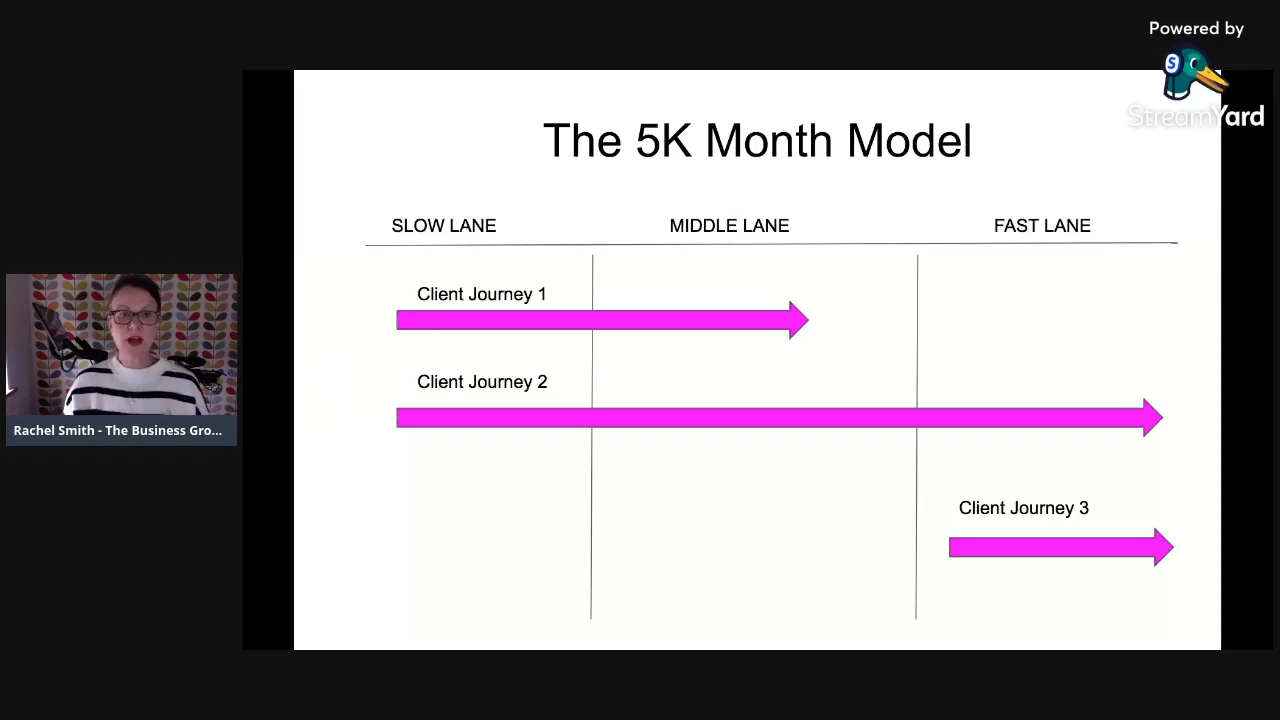 Powered by
StreamYard
The 5K Month Model
SLOW LANE
MIDDLE LANE
FAST LANE
Client Journey 1
Client Journey 2
Client Journey 3
Rachel Smith - The Business Gro...